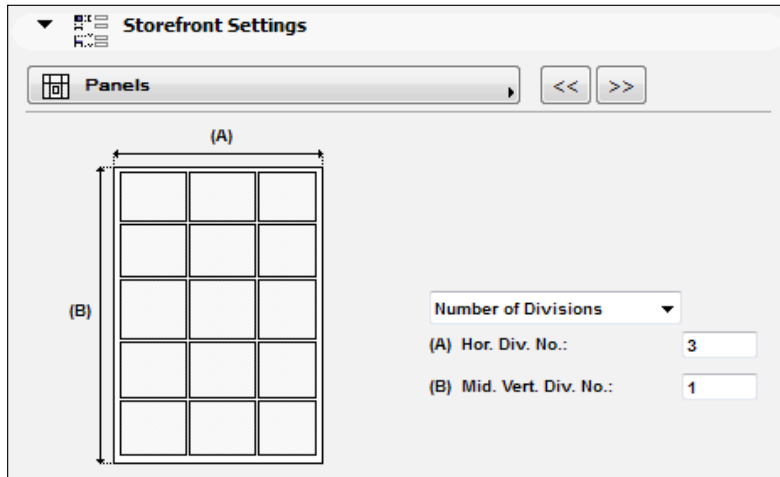 Storefront Settings
Panels
<< >>
(A)
(B)
Number of Divisions
(A) Hor. Div. No.: 3
(B) Mid. Vert. Div. No.: 1